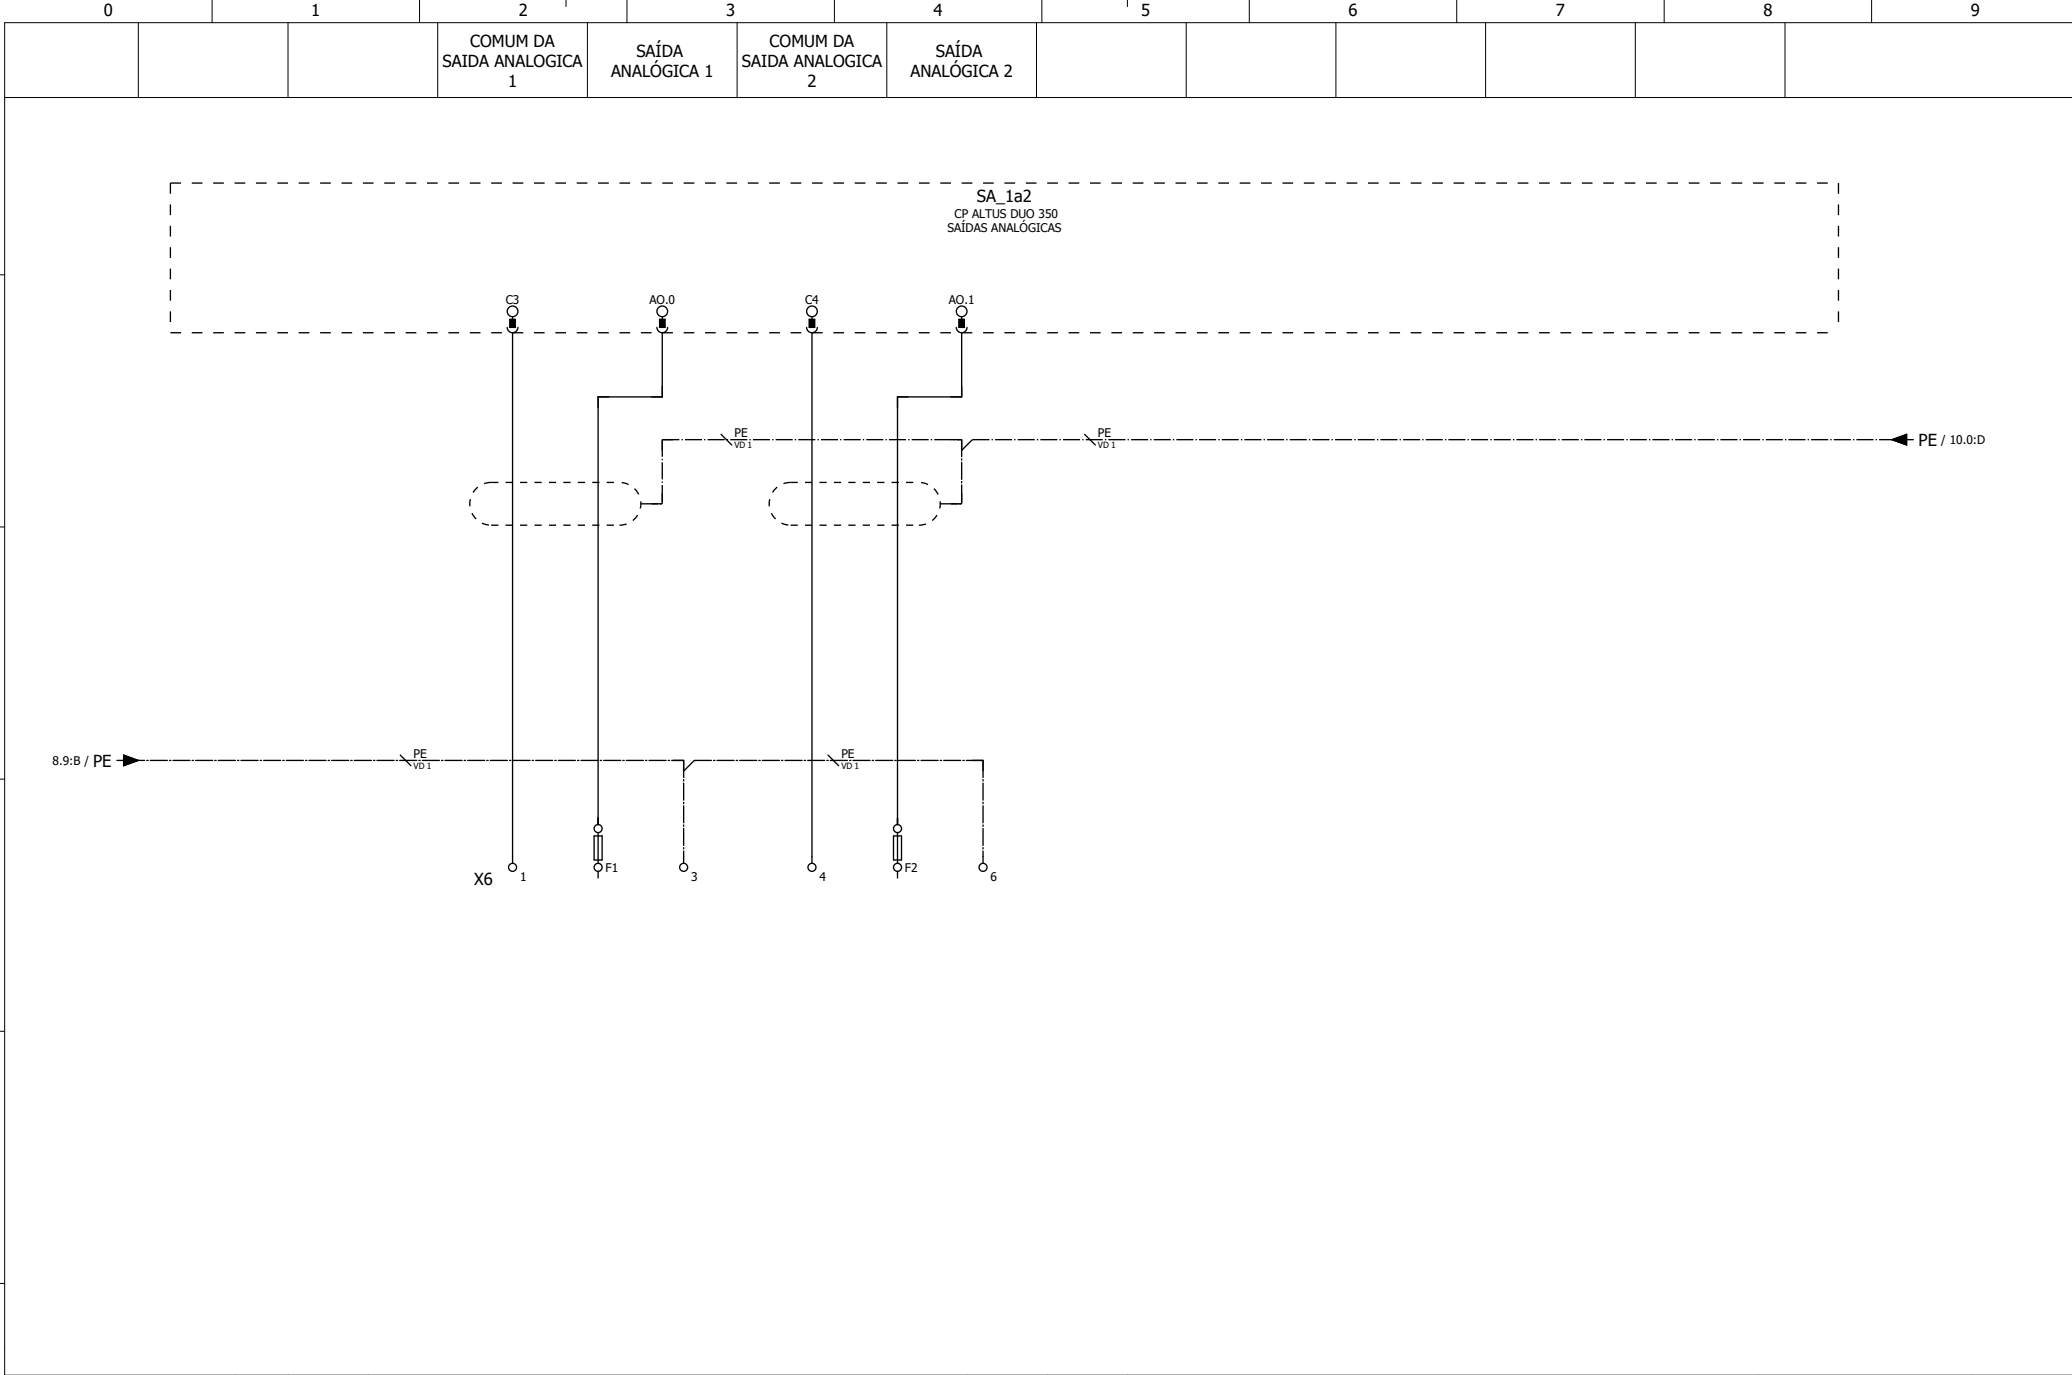 0 1 2 3 4 5 6 7 8 9
COMUM DA
SAIDA ANALOGICA
1
SAÍDA
ANALÓGICA 1
COMUM DA
SAIDA ANALOGICA
2
SAÍDA
ANALÓGICA 2
SA_1a2
CP ALTUS DUO 350
SAÍDAS ANALÓGICAS
C3 AO.0 C4 AO.1
PE
VD 1
PE
VD 1
PE / 10.0:D
8.9:B / PE
PE
VD 1
PE
VD 1
X6 1 F1 3 4 F2 6